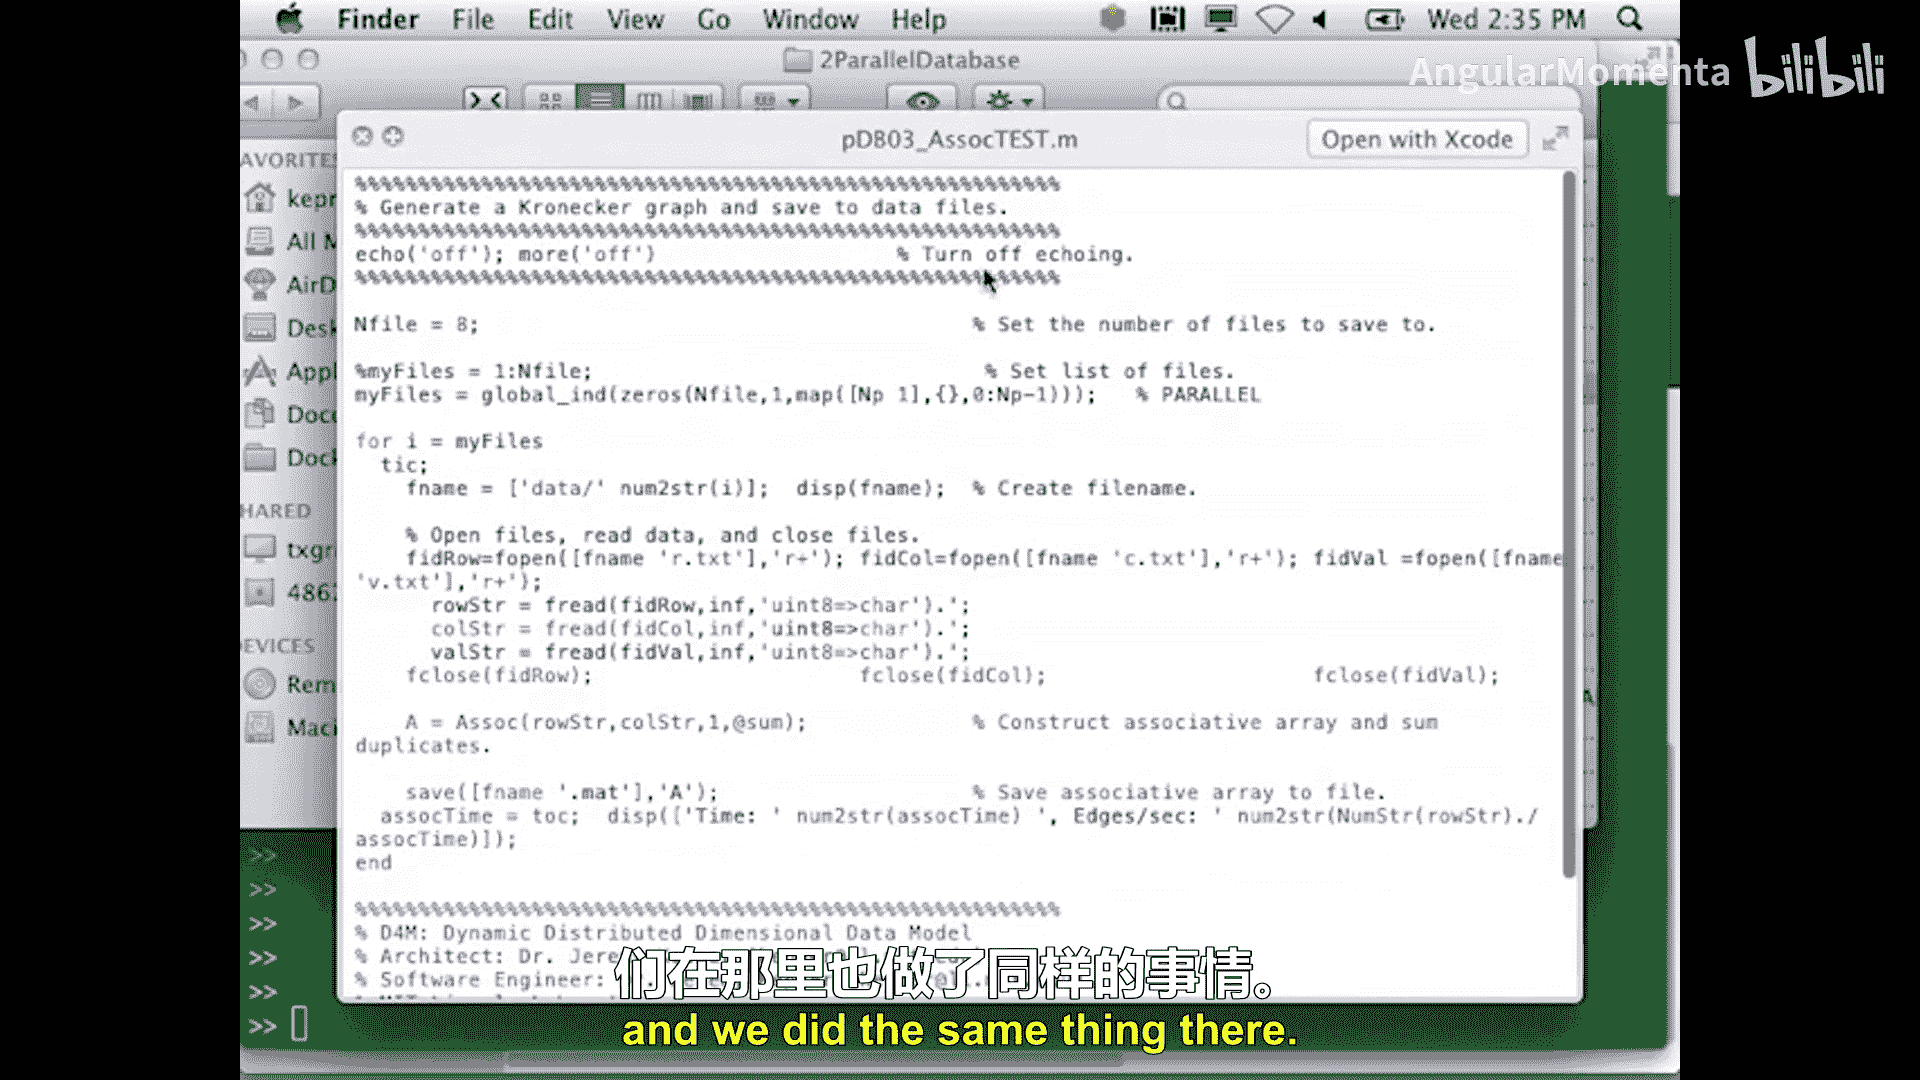 Finder File Edit View Go Window Help Wed 2:35 PM
2ParallelDatabase
AngularMomenta bilibili
pDB03_AssocTEST.m
Open with Xcode
%%%%%%%%%%%%%%%%%%%%%%%%%%%%%%%%%%%%%%%%%%%%%%%%%%%%%%%%
% Generate a Kronecker graph and save to data files.
%%%%%%%%%%%%%%%%%%%%%%%%%%%%%%%%%%%%%%%%%%%%%%%%%%%%%%%%
echo('off'); more('off') % Turn off echoing.
%%%%%%%%%%%%%%%%%%%%%%%%%%%%%%%%%%%%%%%%%%%%%%%%%%%%%%%%
Nfile = 8; % Set the number of files to save to.
%myFiles = 1:Nfile; % Set list of files.
myFiles = global_ind(zeros(Nfile,1,map([Np 1],{},0:Np-1))); % PARALLEL
for i = myFiles
tic;
fname = ['data/' num2str(i)]; disp(fname); % Create filename.
% Open files, read data, and close files.
fidRow=fopen([fname 'r.txt'],'r+'); fidCol=fopen([fname 'c.txt'],'r+'); fidVal =fopen([fname
'v.txt'],'r+');
rowStr = fread(fidRow,inf,'uint8=>char').';
colStr = fread(fidCol,inf,'uint8=>char').';
valStr = fread(fidVal,inf,'uint8=>char').';
fclose(fidRow); fclose(fidCol); fclose(fidVal);
A = Assoc(rowStr,colStr,1,@sum); % Construct associative array and sum
duplicates.
save([fname '.mat'],'A'); % Save associative array to file.
assocTime = toc; disp(['Time: ' num2str(assocTime) ', Edges/sec: ' num2str(NumStr(rowStr)./
assocTime)]);
end
%%%%%%%%%%%%%%%%%%%%%%%%%%%%%%%%%%%%%%%%%%%%%%%%%%%%%%%%
% D4M: Dynamic Distributed Dimensional Data Model
% Architect: Dr. Jere
% Software Engineer:
AVORITES
kepr
All M
AirD
Desk
Appl
Docu
Docu
HARED
txgr
486
EVICES
Rem
Maci
>>
>>
>>
>>
>>
>>
们在那里也做了同样的事情。
and we did the same thing there.